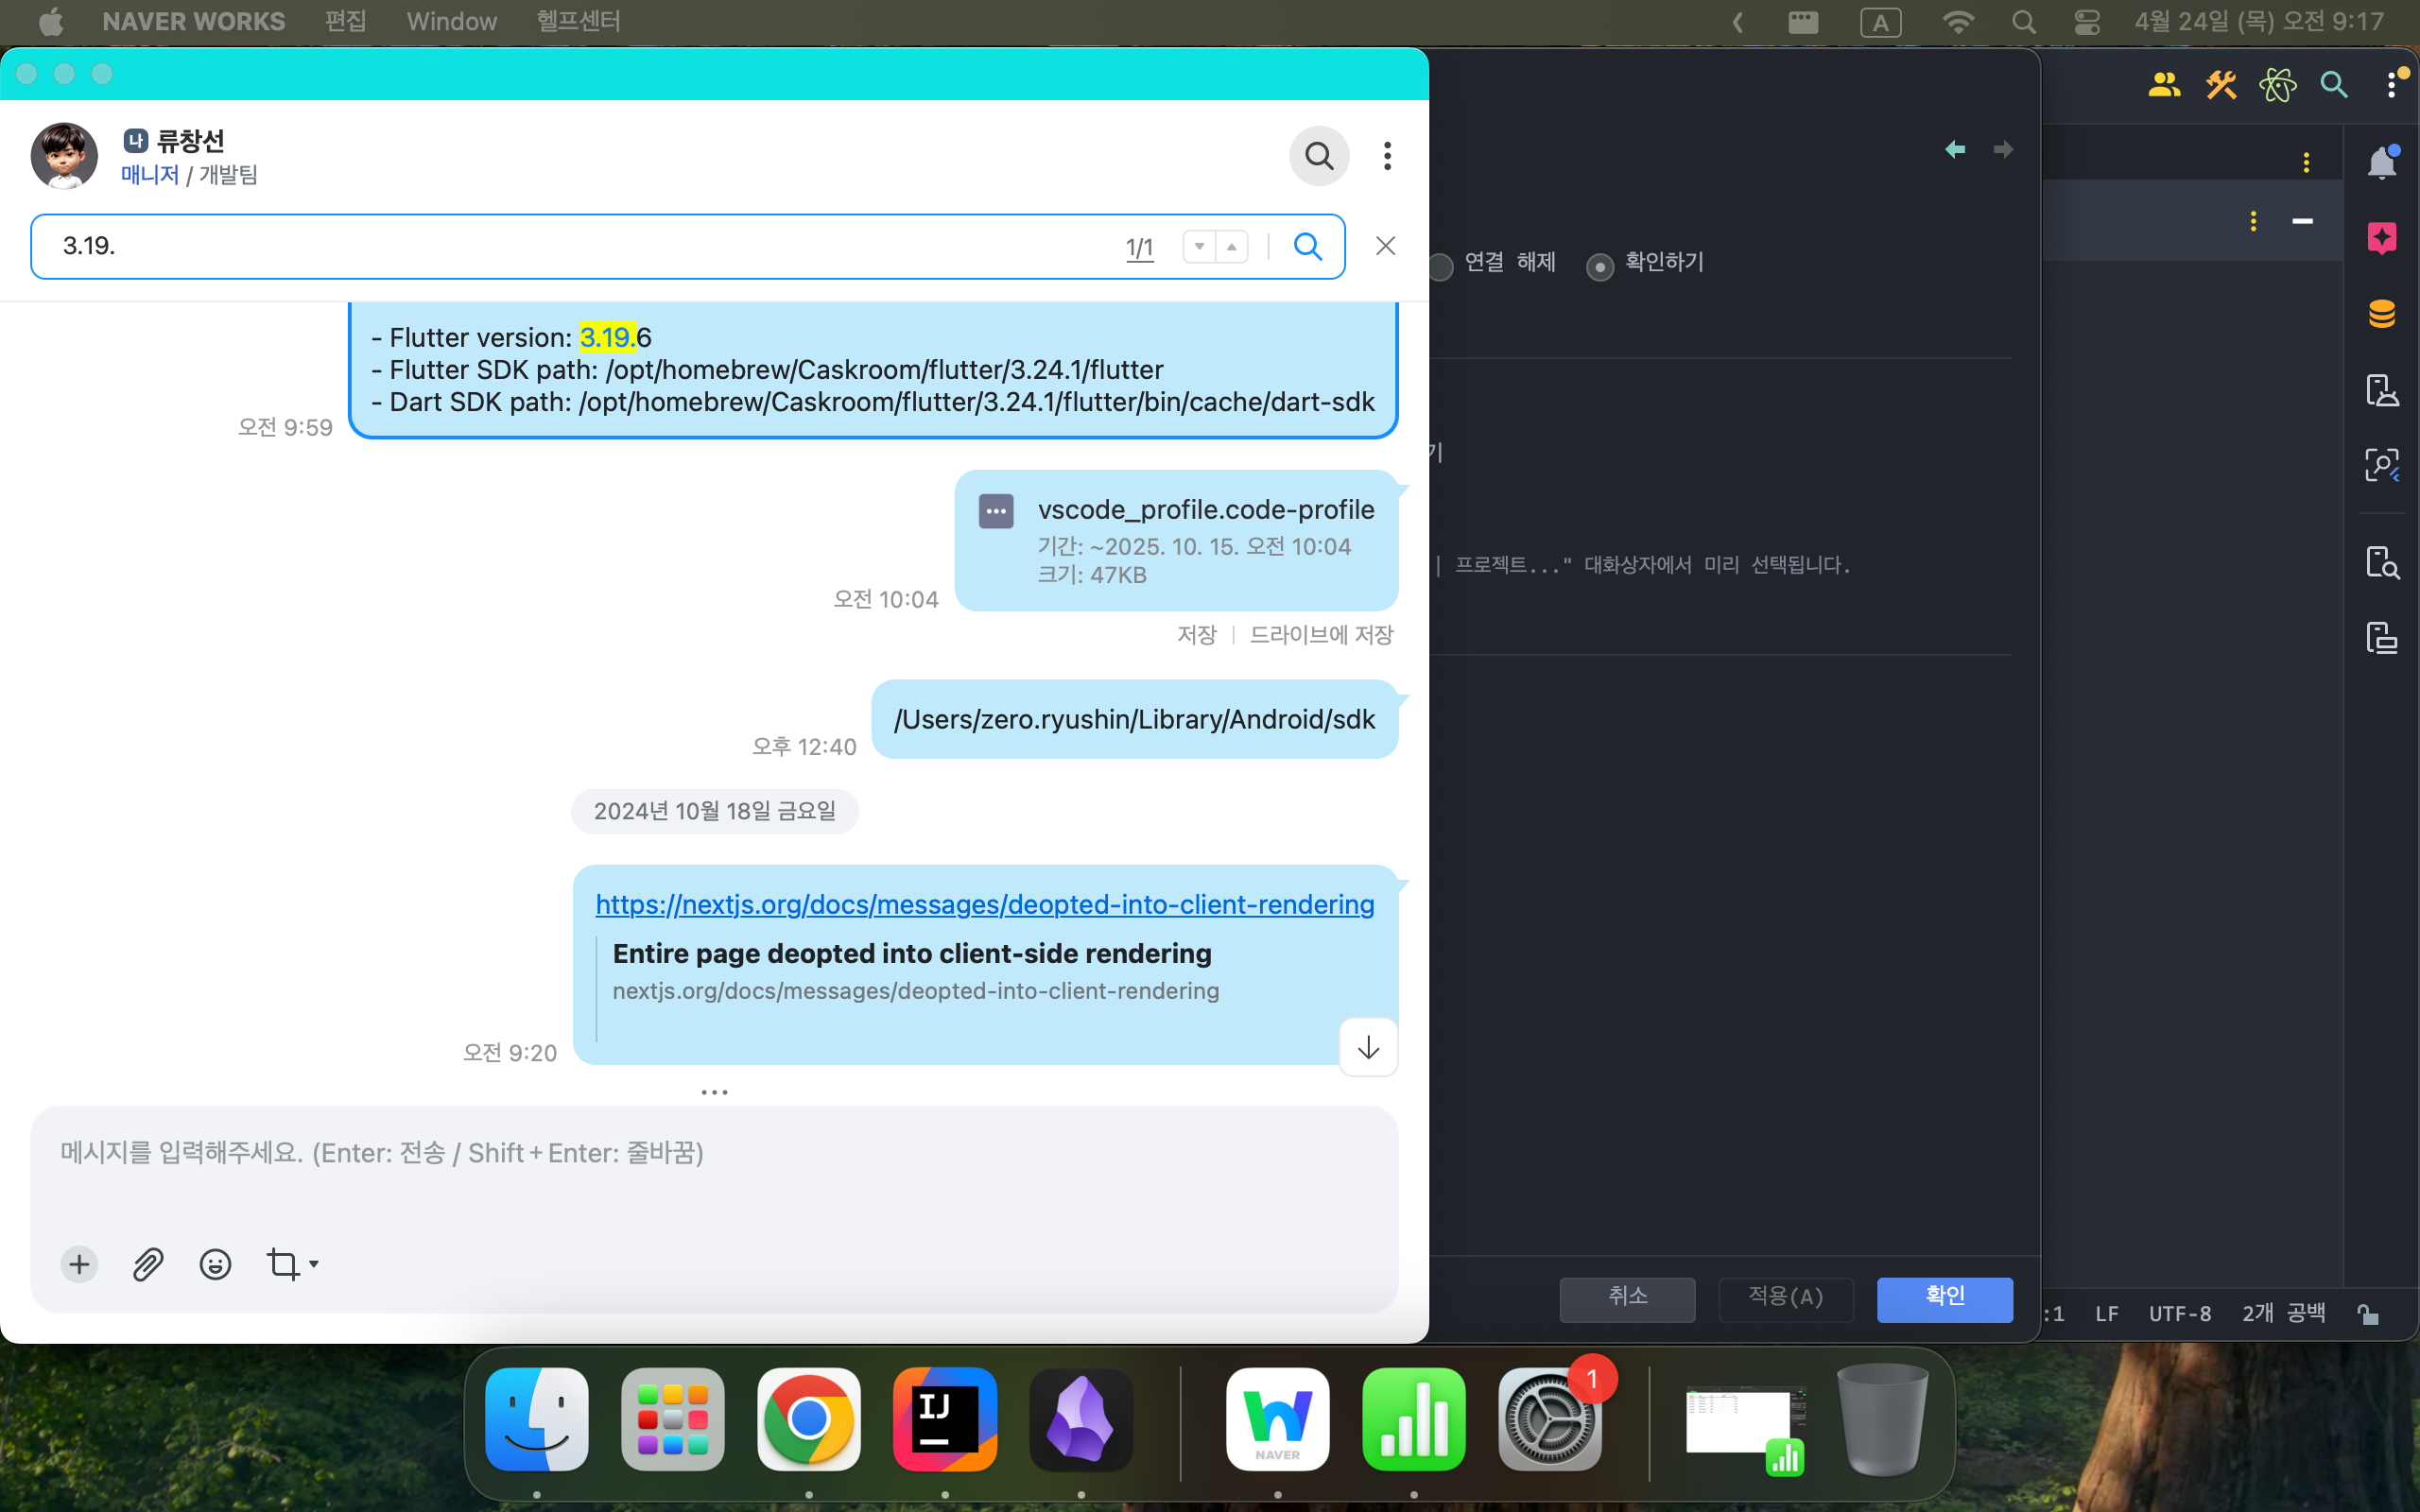 NAVER WORKS 편집 Window 헬프센터
A 4월 24일 (목) 오전 9:17
나 류창선
매니저 / 개발팀
3.19. 1/1
- Flutter version: 3.19.6
- Flutter SDK path: /opt/homebrew/Caskroom/flutter/3.24.1/flutter
- Dart SDK path: /opt/homebrew/Caskroom/flutter/3.24.1/flutter/bin/cache/dart-sdk
오전 9:59
vscode_profile.code-profile
기간: ~2025. 10. 15. 오전 10:04
크기: 47KB
오전 10:04
저장 | 드라이브에 저장
/Users/zero.ryushin/Library/Android/sdk
오후 12:40
2024년 10월 18일 금요일
https://nextjs.org/docs/messages/deopted-into-client-rendering
Entire page deopted into client-side rendering
nextjs.org/docs/messages/deopted-into-client-rendering
오전 9:20
메시지를 입력해주세요. (Enter: 전송 / Shift+Enter: 줄바꿈)
연결 해제 확인하기
기
| 프로젝트..." 대화상자에서 미리 선택됩니다.
취소 적용(A) 확인
:1 LF UTF-8 2개 공백
IJ
NAVER
1